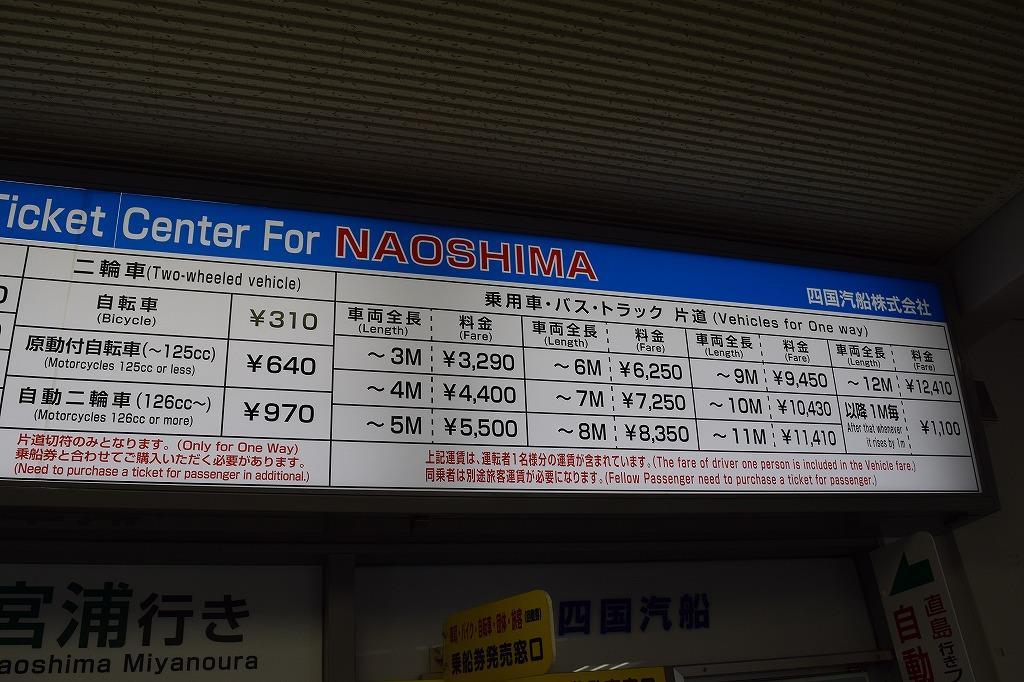 Ticket Center For NAOSHIMA
四国汽船株式会社
二輪車(Two-wheeled vehicle)
自転車
(Bicycle)
¥310
原動付自転車(～125cc)
(Motorcycles 125cc or less)
¥640
自動二輪車(126cc～)
(Motorcycles 126cc or more)
¥970
片道切符のみとなります。(Only for One Way)
乗船券と合わせてご購入いただく必要があります。
(Need to purchase a ticket for passenger in additional.)
乗用車・バス・トラック 片道(Vehicles for One way)
車両全長 料金 車両全長 料金 車両全長 料金 車両全長 料金
(Length) (Fare) (Length) (Fare) (Length) (Fare) (Length) (Fare)
～3M ¥3,290 ～6M ¥6,250 ～9M ¥9,450 ～12M ¥12,410
～4M ¥4,400 ～7M ¥7,250 ～10M ¥10,430
～5M ¥5,500 ～8M ¥8,350 ～11M ¥11,410
以降1M毎
After that whenever
it rises by 1m
¥1,100
上記運賃は、運転者1名様分の運賃が含まれています。(The fare of driver one person is included in the Vehicle fare.)
同乗者は別途旅客運賃が必要になります。(Fellow Passenger need to purchase a ticket for passenger.)
宮浦行き
aoshima Miyanoura
四国汽船
乗船券発売窓口
直島行きフ
自動